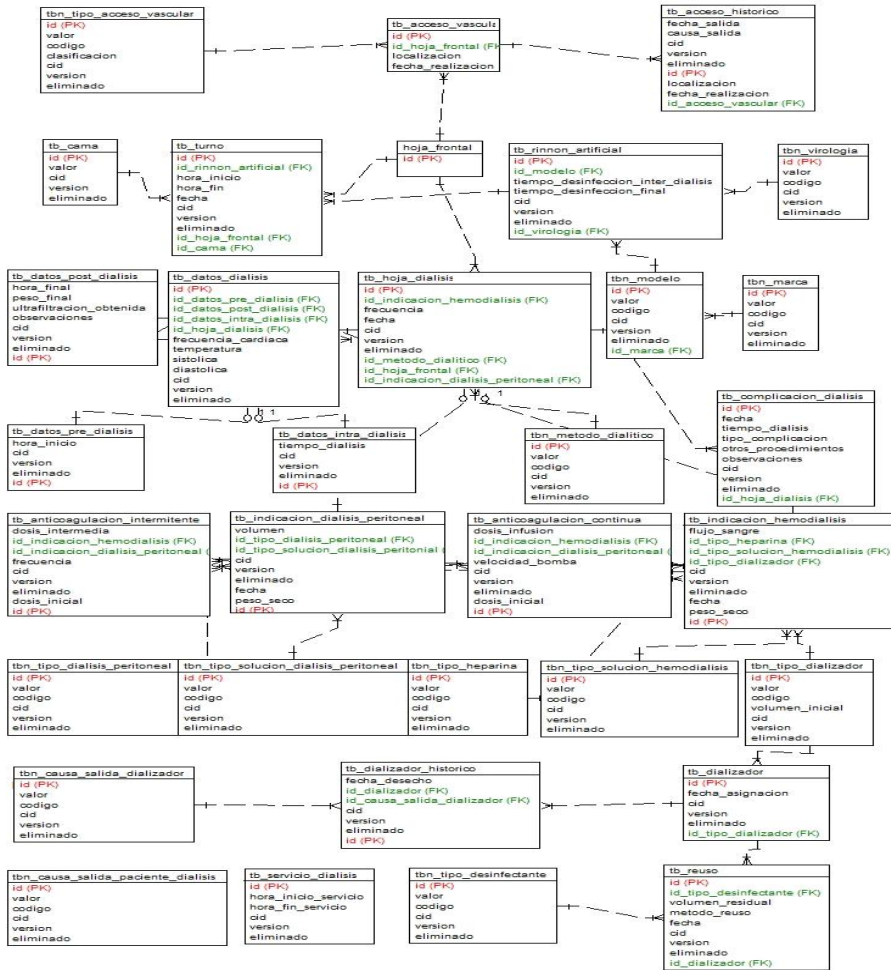 tbn_tipo_acceso_vascular
id (PK)
valor
codigo
clasificacion
cid
version
eliminado
tb_acceso_vascula
id (PK)
id_hoja_frontal (FK
localizacion
fecha_realizacion
tb_acceso_historico
fecha_salida
causa_salida
cid
version
eliminado
id (PK)
localizacion
fecha_realizacion
id_acceso_vascular (FK)
tb_cama
id (PK)
valor
cid
version
eliminado
tb_turno
id (PK)
id_rinnon_artificial (FK)
hora_inicio
hora_fin
fecha
cid
version
eliminado
id_hoja_frontal (FK)
id_cama (FK)
hoja_frontal
id (PK)
tb_rinnon_artificial
id (PK)
id_modelo (FK)
tiempo_desinfeccion_inter_dialisis
tiempo_desinfeccion_final
cid
version
eliminado
id_virologia (FK)
tbn_virologia
id (PK)
valor
codigo
cid
version
eliminado
tb_datos_post_dialisis
hora_final
peso_final
ultrafiltracion_obtenida
observaciones
cid
version
eliminado
id (PK)
tb_datos_dialisis
id (PK)
id_datos_pre_dialisis (FK)
id_datos_post_dialisis (FK)
id_datos_intra_dialisis (FK)
id_hoja_dialisis (FK)
frecuencia_cardiaca
temperatura
sistolica
diastolica
cid
version
eliminado
tb_hoja_dialisis
id (PK)
id_indicacion_hemodialisis (FK)
frecuencia
fecha
cid
version
eliminado
id_metodo_dialitico (FK)
id_hoja_frontal (FK)
id_indicacion_dialisis_peritoneal (FK)
tbn_modelo
id (PK)
valor
codigo
cid
version
eliminado
id_marca (FK)
tbn_marca
id (PK)
valor
codigo
cid
version
eliminado
1
1
tb_datos_pre_dialisis
hora_inicio
cid
version
eliminado
id (PK)
tb_datos_intra_dialisis
tiempo_dialisis
cid
version
eliminado
id (PK)
tbn_metodo_dialitico
id (PK)
valor
codigo
cid
version
eliminado
tb_complicacion_dialisis
id (PK)
fecha
tiempo_dialisis
tipo_complicacion
otros_procedimientos
observaciones
cid
version
eliminado
id_hoja_dialisis (FK)
tb_anticoagulacion_intermitente
dosis_intermedia
id_indicacion_hemodialisis (FK)
id_indicacion_dialisis_peritoneal (
frecuencia
cid
version
eliminado
dosis_inicial
id (PK)
tb_indicacion_dialisis_peritoneal
volumen
id_tipo_dialisis_peritoneal (FK)
id_tipo_solucion_dialisis_peritonial (
cid
version
eliminado
fecha
peso_seco
id (PK)
tb_anticoagulacion_continua
dosis_infusion
id_indicacion_hemodialisis (FK)
id_indicacion_dialisis_peritoneal (
velocidad_bomba
cid
version
eliminado
dosis_inicial
id (PK)
tb_indicacion_hemodialisis
flujo_sangre
id_tipo_heparina (FK)
id_tipo_solucion_hemodialisis (FK)
id_tipo_dializador (FK)
cid
version
eliminado
fecha
peso_seco
id (PK)
tbn_tipo_dialisis_peritoneal
id (PK)
valor
codigo
cid
version
eliminado
tbn_tipo_solucion_dialisis_peritoneal
id (PK)
valor
codigo
cid
version
eliminado
tbn_tipo_heparina
id (PK)
valor
codigo
cid
version
eliminado
tbn_tipo_solucion_hemodialisis
id (PK)
valor
codigo
cid
version
eliminado
tbn_tipo_dializador
id (PK)
valor
codigo
volumen_inicial
cid
version
eliminado
tbn_causa_salida_dializador
id (PK)
valor
codigo
cid
version
eliminado
tb_dializador_historico
fecha_desecho
id_dializador (FK)
id_causa_salida_dializador (FK)
cid
version
eliminado
id (PK)
tb_dializador
id (PK)
fecha_asignacion
cid
version
eliminado
id_tipo_dializador (FK)
tbn_causa_salida_paciente_dialisis
id (PK)
valor
codigo
cid
version
eliminado
tb_servicio_dialisis
id (PK)
hora_inicio_servicio
hora_fin_servicio
cid
version
eliminado
tbn_tipo_desinfectante
id (PK)
valor
codigo
cid
version
eliminado
tb_reuso
id (PK)
id_tipo_desinfectante (FK)
volumen_residual
metodo_reuso
fecha
cid
version
eliminado
id_dializador (FK)